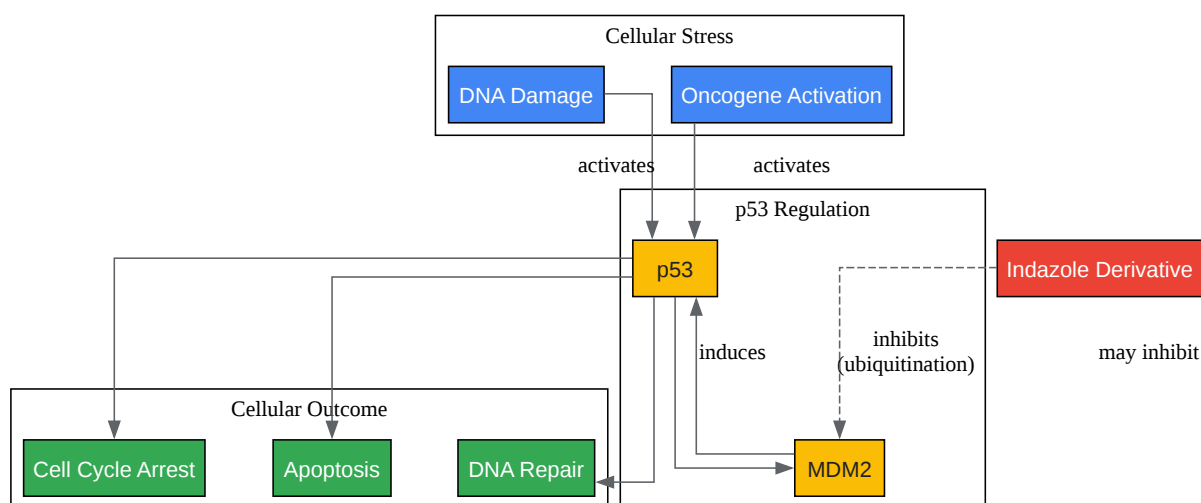 Cellular Stress
DNA Damage
Oncogene Activation
activates
activates
p53 Regulation
p53
Indazole Derivative
induces
inhibits
(ubiquitination)
may inhibit
Cellular Outcome
Cell Cycle Arrest
Apoptosis
DNA Repair
MDM2